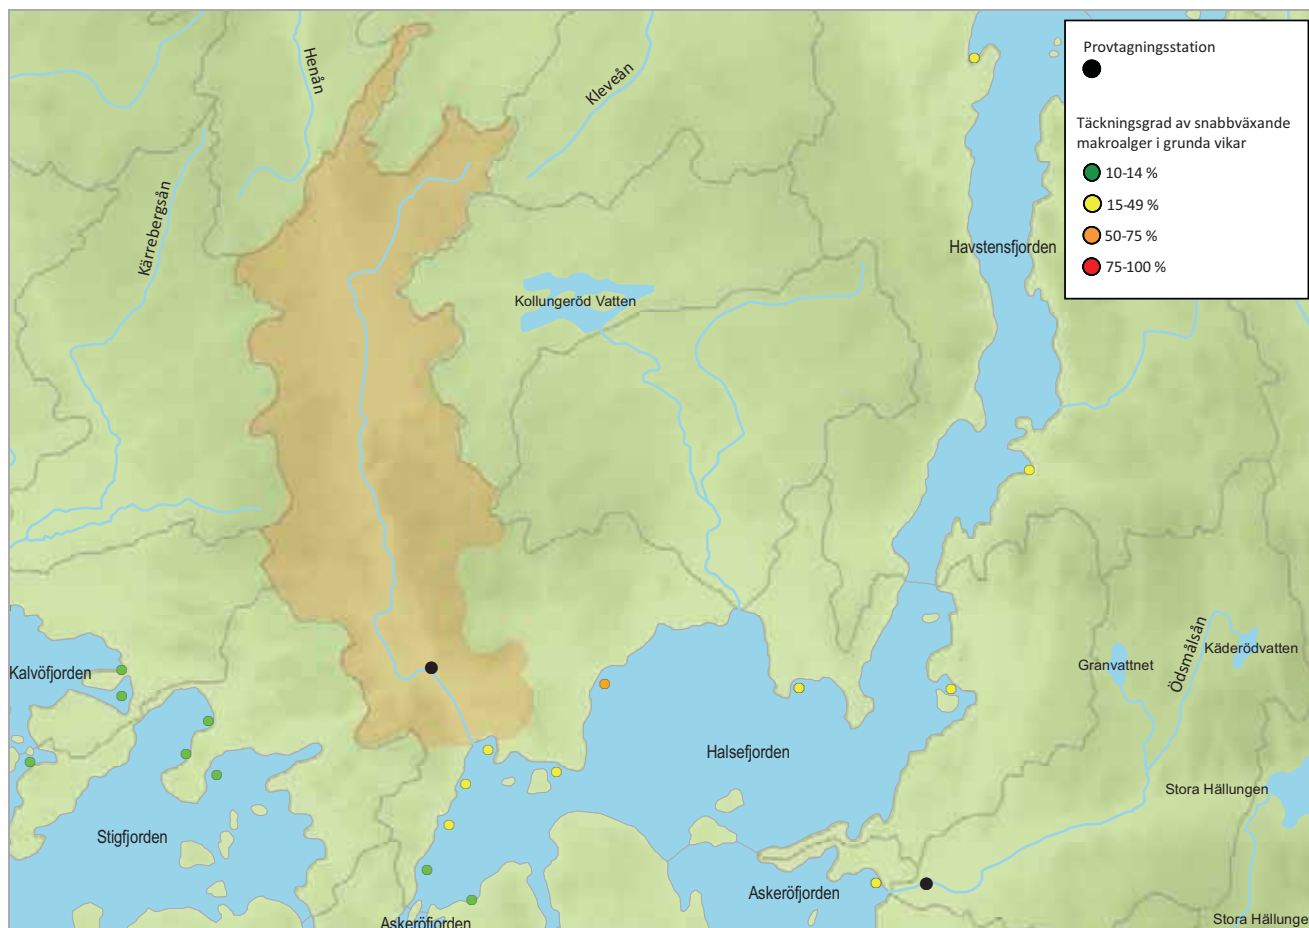 Provtagningsstation
Täckningsgrad av snabbväxande
makroalger i grunda vikar
10-14 %
15-49 %
50-75 %
75-100 %
Henån
Kleveån
Kärrebergsån
Havstensfjorden
Kollungeröd Vatten
Kalvöfjorden
Granvattnet
Ödsmålsån
Käderödvatten
Halsefjorden
Stora Hällungen
Stigfjorden
Askeröfjorden
Askeröfjorden
Stora Hällunge